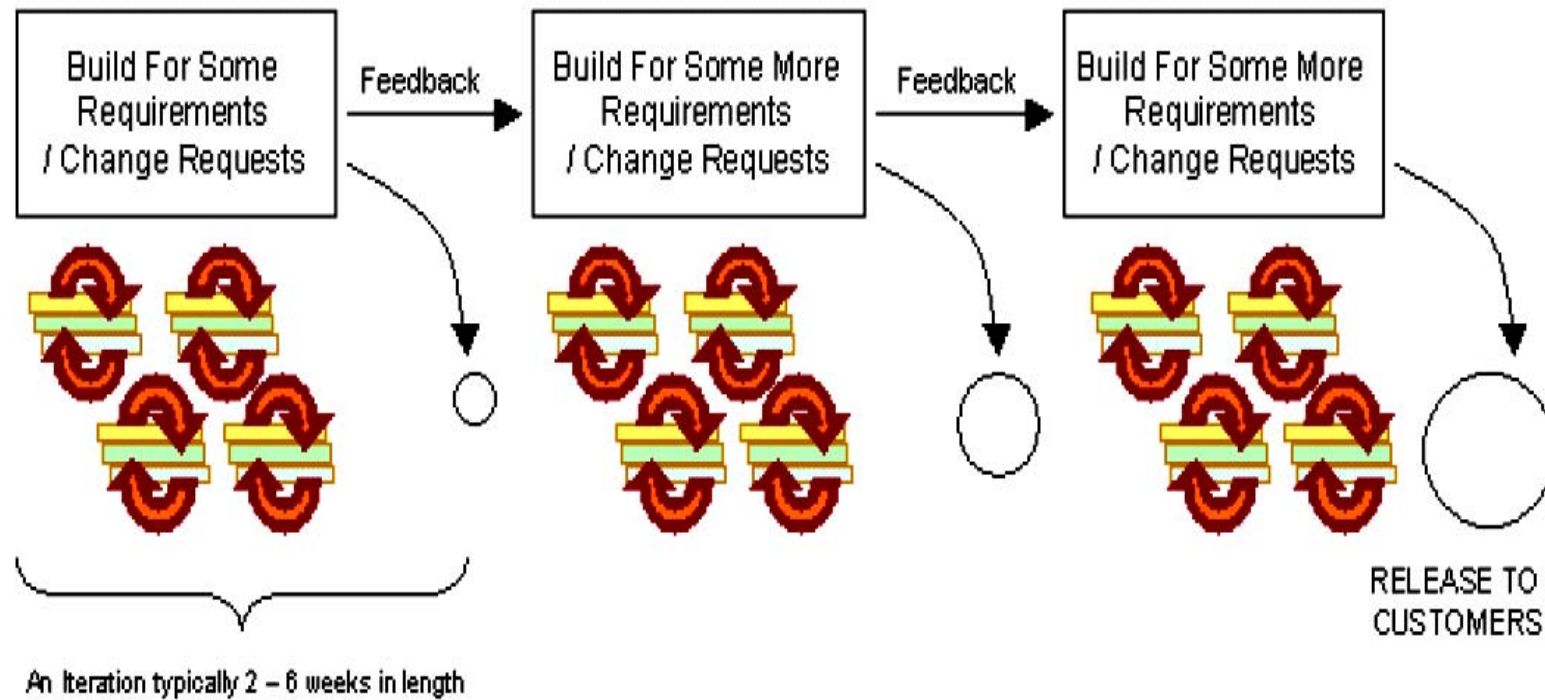 Build For Some
Requirements
/ Change Requests
Feedback
Build For Some More
Requirements
/ Change Requests
Feedback
Build For Some More
Requirements
/ Change Requests
RELEASE TO
CUSTOMERS
An Iteration typically 2 – 6 weeks in length